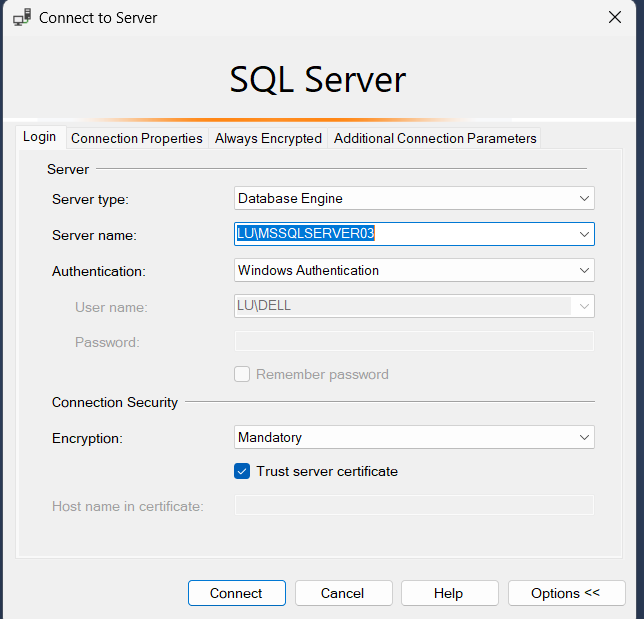 Connect to Server
SQL Server
Login Connection Properties Always Encrypted Additional Connection Parameters
Server
Server type: Database Engine
Server name: LU\MSSQLSERVER03
Authentication: Windows Authentication
User name: LU\DELL
Password:
Remember password
Connection Security
Encryption: Mandatory
Trust server certificate
Host name in certificate:
Connect Cancel Help Options <<